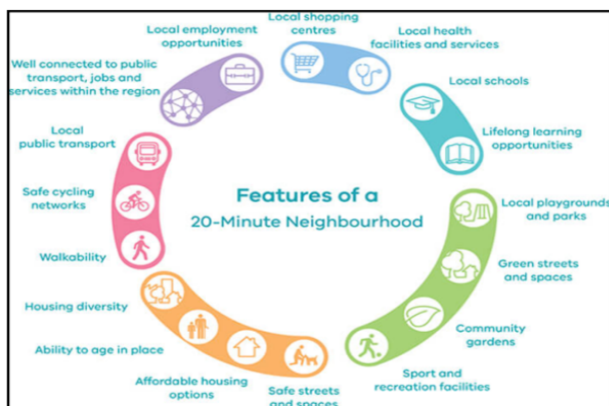 Features of a
20-Minute Neighbourhood
Local shopping
centres
Local health
facilities and services
Local schools
Lifelong learning
opportunities
Local playgrounds
and parks
Green streets
and spaces
Community
gardens
Sport and
recreation facilities
Safe streets
and spaces
Affordable housing
options
Ability to age in place
Housing diversity
Walkability
Safe cycling
networks
Local
public transport
Well connected to public
transport, jobs and
services within the region
Local employment
opportunities